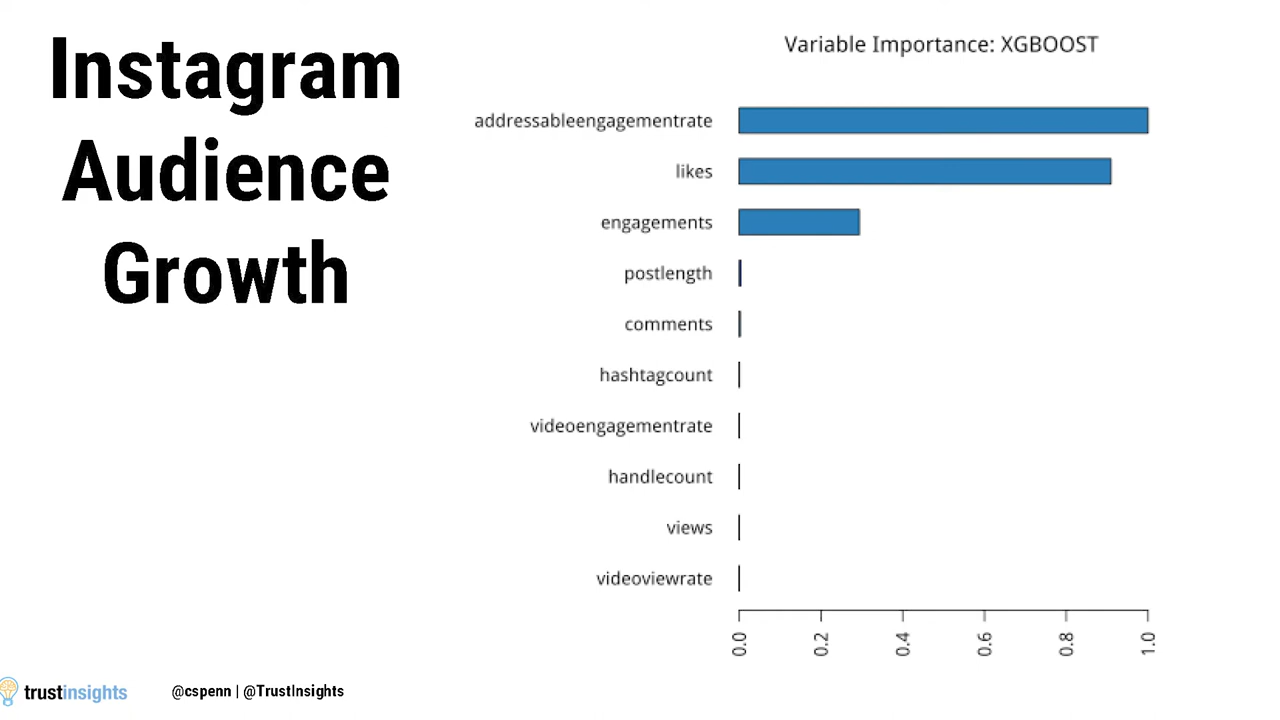 Instagram
Audience
Growth
Variable Importance: XGBOOST
addressableengagementrate
likes
engagements
postlength
comments
hashtagcount
videoengagementrate
handlecount
views
videoviewrate
0.0 0.2 0.4 0.6 0.8 1.0
trustinsights
@cspenn | @TrustInsights